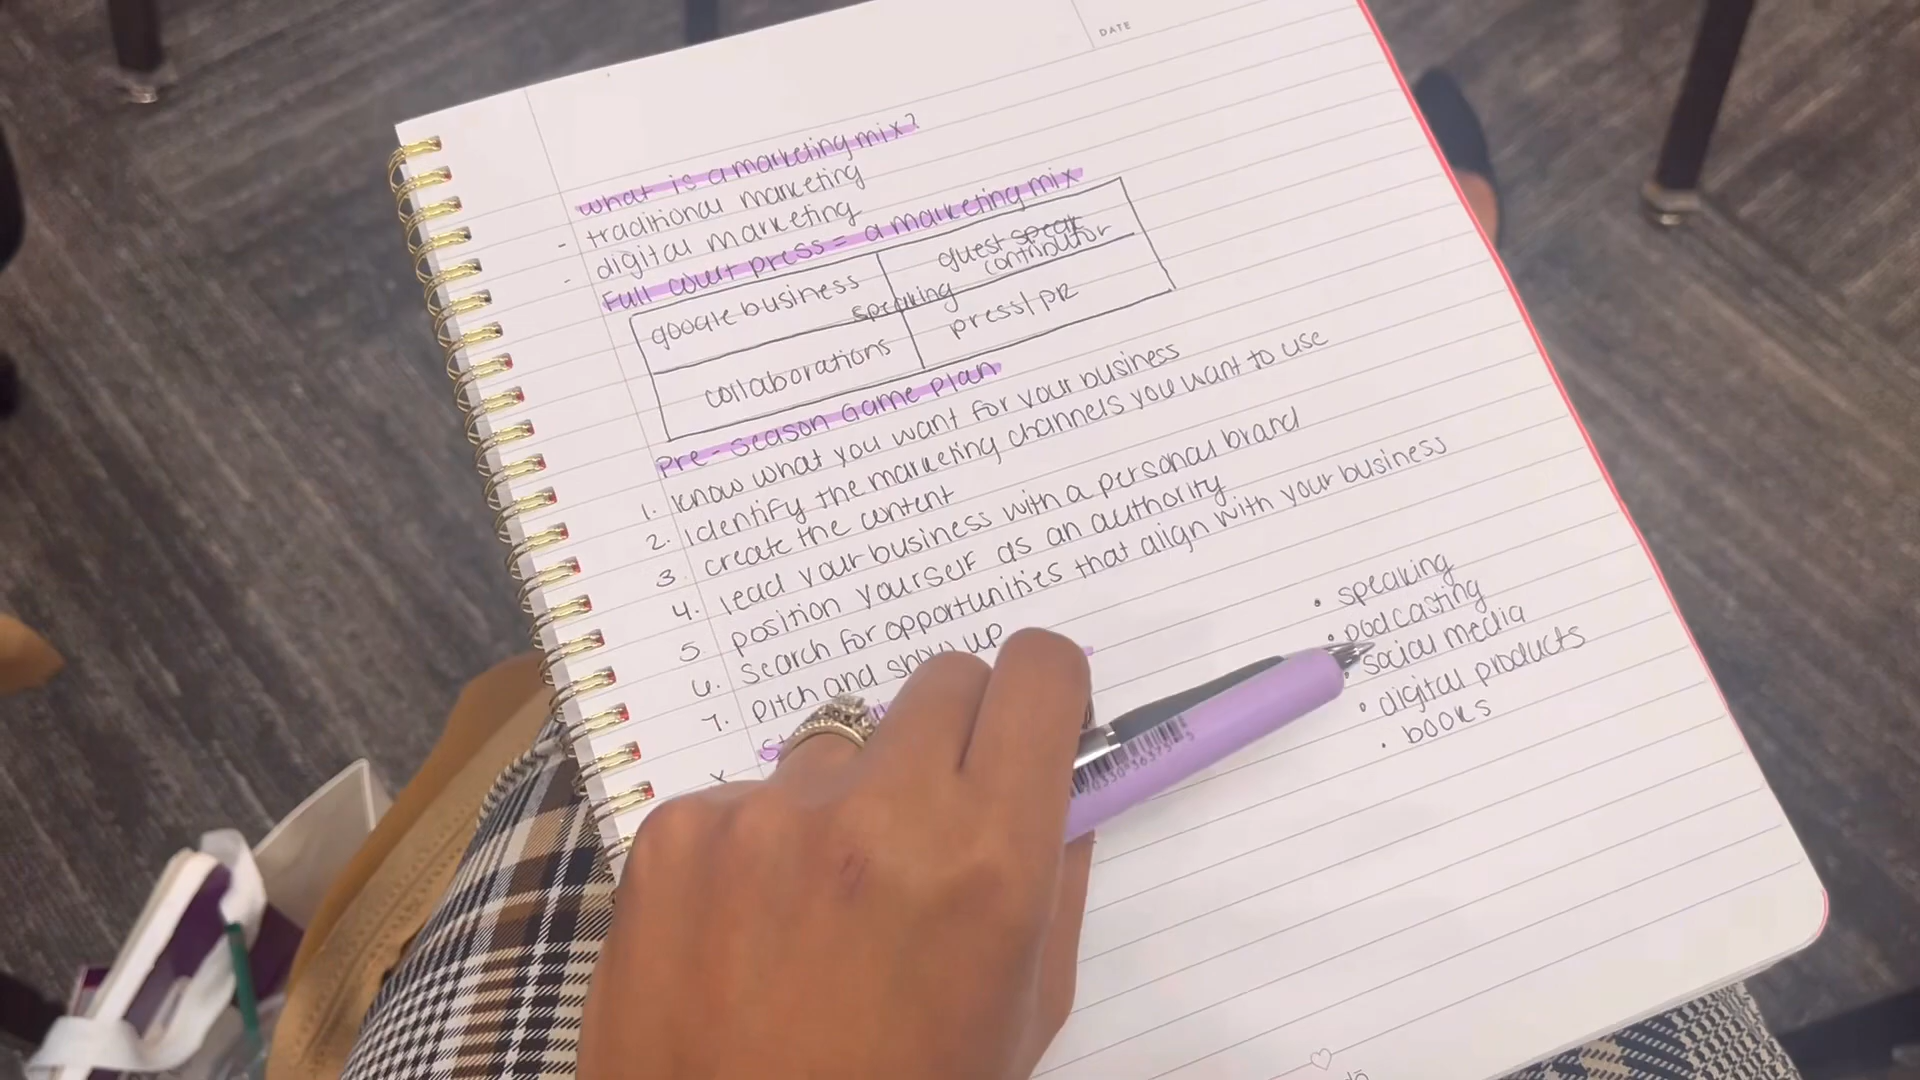 DATE
what is a marketing mix?
- traditional marketing
- digital marketing
Full court press = a marketing mix
google business
guest speak
contributor
speaking
collaborations
press/ PR
Pre-Season Game Plan
1. know what you want for your business
2. identify the marketing channels you want to use
3. create the content
4. lead your business with a personal brand
5. position yourself as an authority
6. search for opportunities that align with your business
7. pitch and show up
• speaking
• podcasting
• social media
• digital products
• books